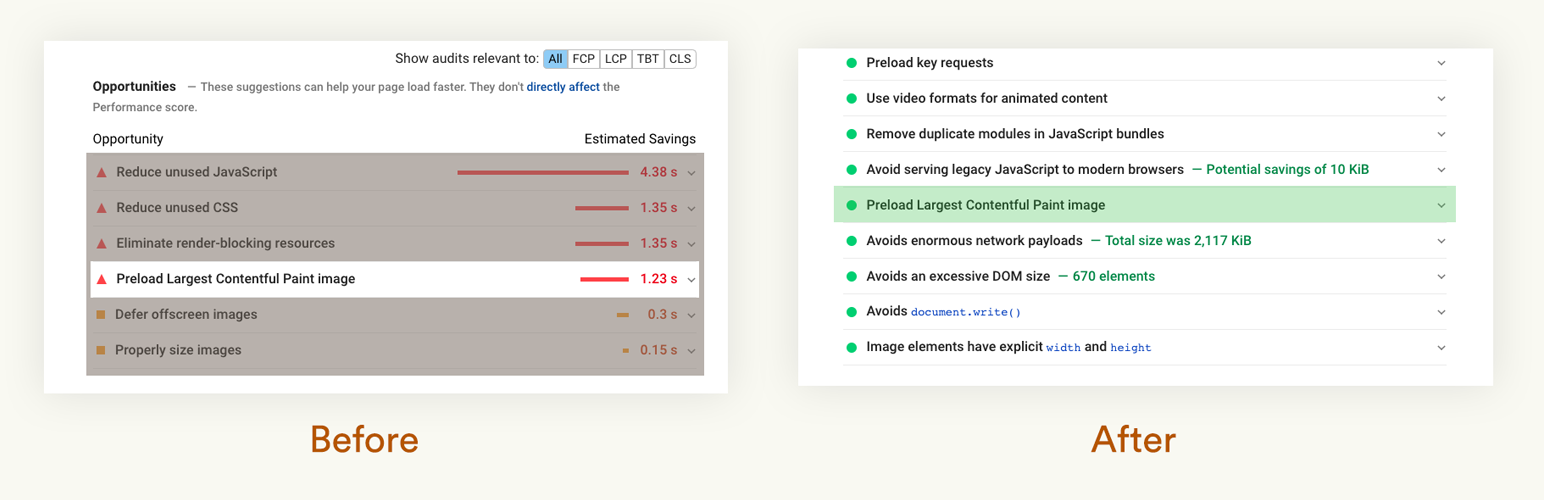 Show audits relevant to: All FCP LCP TBT CLS
Opportunities — These suggestions can help your page load faster. They don't directly affect the
Performance score.
Opportunity Estimated Savings
Reduce unused JavaScript 4.38 s
Reduce unused CSS 1.35 s
Eliminate render-blocking resources 1.35 s
Preload Largest Contentful Paint image 1.23 s
Defer offscreen images 0.3 s
Properly size images 0.15 s
Before
Preload key requests
Use video formats for animated content
Remove duplicate modules in JavaScript bundles
Avoid serving legacy JavaScript to modern browsers — Potential savings of 10 KiB
Preload Largest Contentful Paint image
Avoids enormous network payloads — Total size was 2,117 KiB
Avoids an excessive DOM size — 670 elements
Avoids document.write()
Image elements have explicit width and height
After